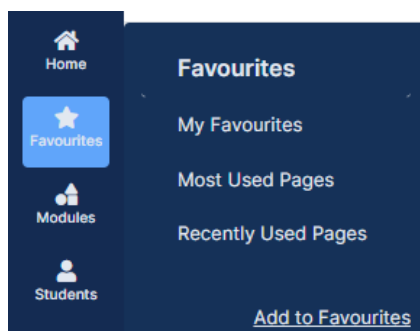 Home
Favourites
Modules
Students
Favourites
My Favourites
Most Used Pages
Recently Used Pages
Add to Favourites